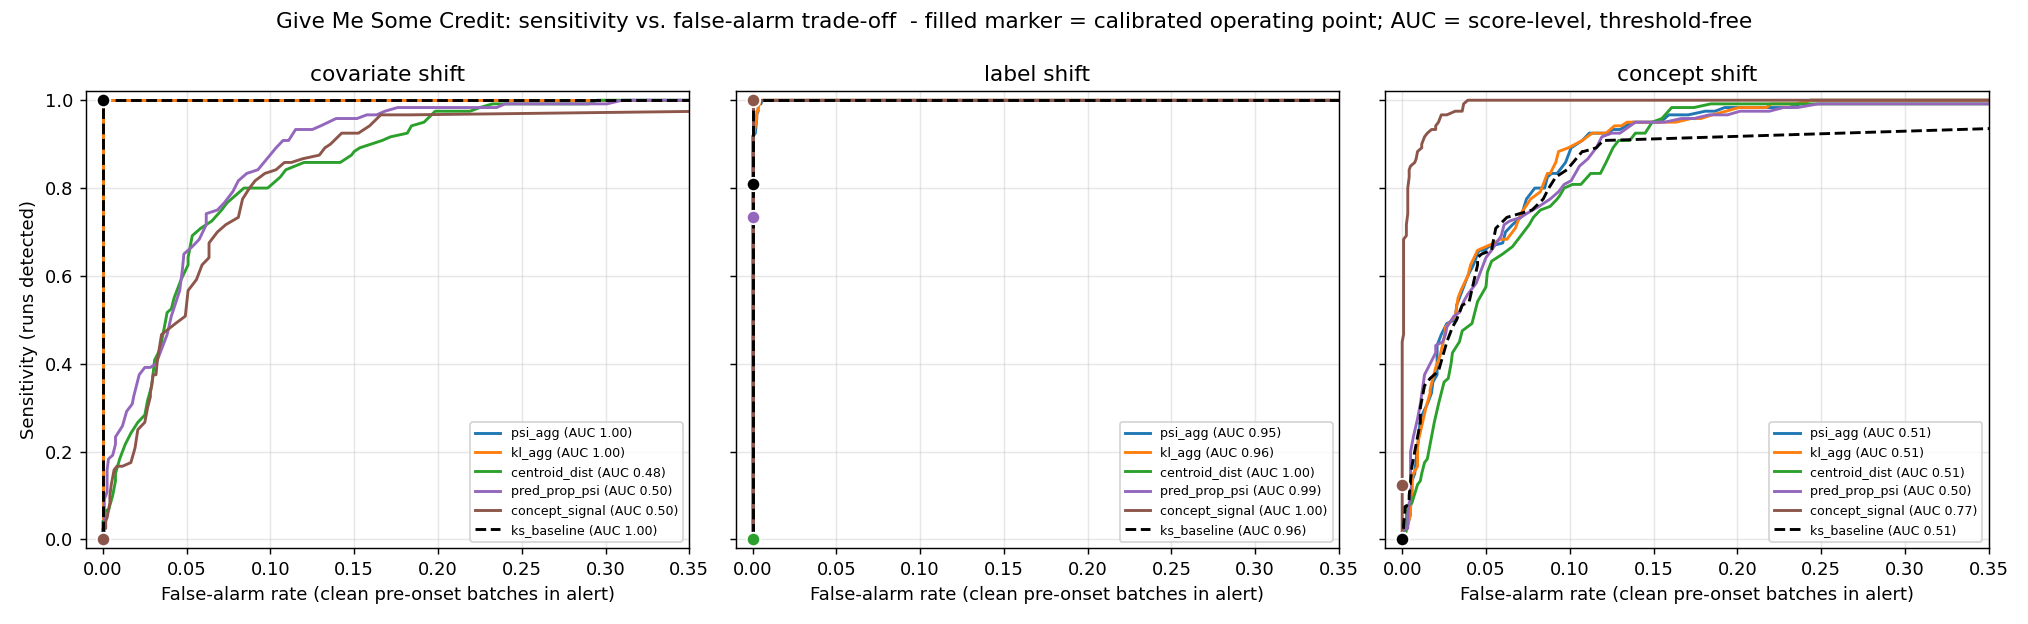 Give Me Some Credit: sensitivity vs. false-alarm trade-off  - filled marker = calibrated operating point; AUC = score-level, threshold-free
covariate shift
label shift
concept shift
Sensitivity (runs detected)
1.0
0.8
0.6
0.4
0.2
0.0
psi_agg (AUC 1.00)
kl_agg (AUC 1.00)
centroid_dist (AUC 0.48)
pred_prop_psi (AUC 0.50)
concept_signal (AUC 0.50)
ks_baseline (AUC 1.00)
psi_agg (AUC 0.95)
kl_agg (AUC 0.96)
centroid_dist (AUC 1.00)
pred_prop_psi (AUC 0.99)
concept_signal (AUC 1.00)
ks_baseline (AUC 0.96)
psi_agg (AUC 0.51)
kl_agg (AUC 0.51)
centroid_dist (AUC 0.51)
pred_prop_psi (AUC 0.50)
concept_signal (AUC 0.77)
ks_baseline (AUC 0.51)
0.00 0.05 0.10 0.15 0.20 0.25 0.30 0.35
0.00 0.05 0.10 0.15 0.20 0.25 0.30 0.35
0.00 0.05 0.10 0.15 0.20 0.25 0.30 0.35
False-alarm rate (clean pre-onset batches in alert)
False-alarm rate (clean pre-onset batches in alert)
False-alarm rate (clean pre-onset batches in alert)